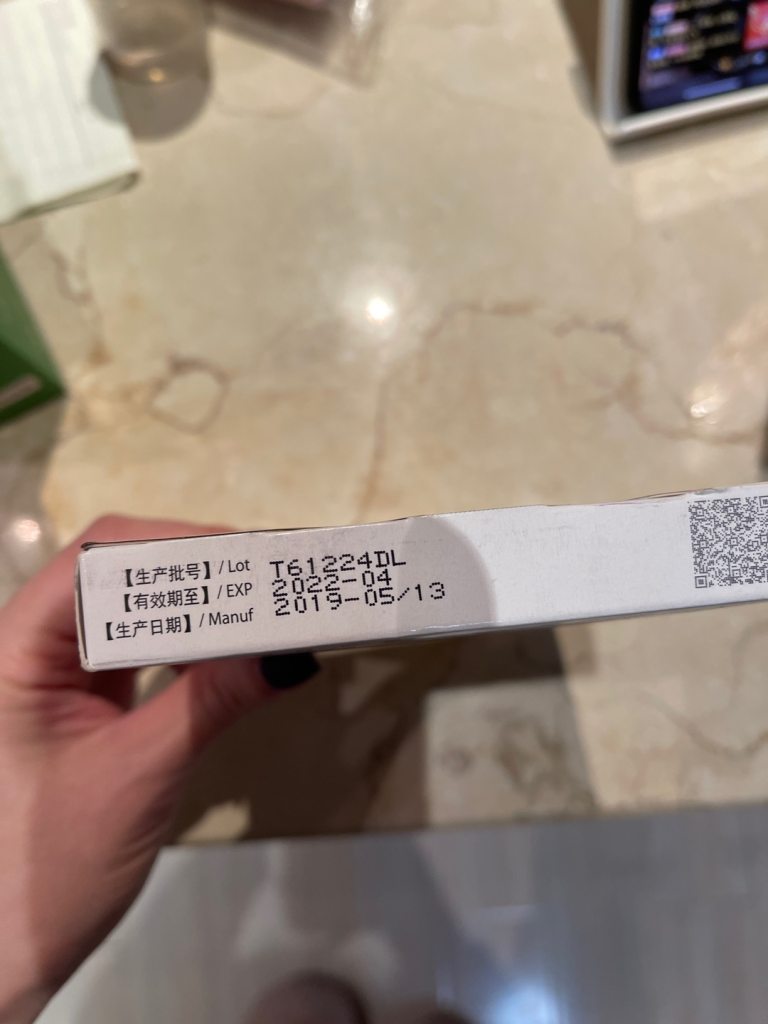 【生产批号】/ Lot T61224DL
【有效期至】/ EXP 2022-04
【生产日期】/ Manuf 2019-05/13